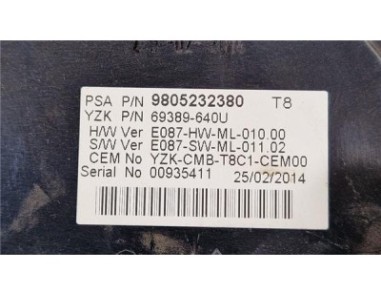 PSA P/N 9805232380 T8
YZK P/N 69389-640U
H/W Ver E087-HW-ML-010.00
S/W Ver E087-SW-ML-011.02
CEM No YZK-CMB-T8C1-CEM00
Serial No 00935411 25/02/2014